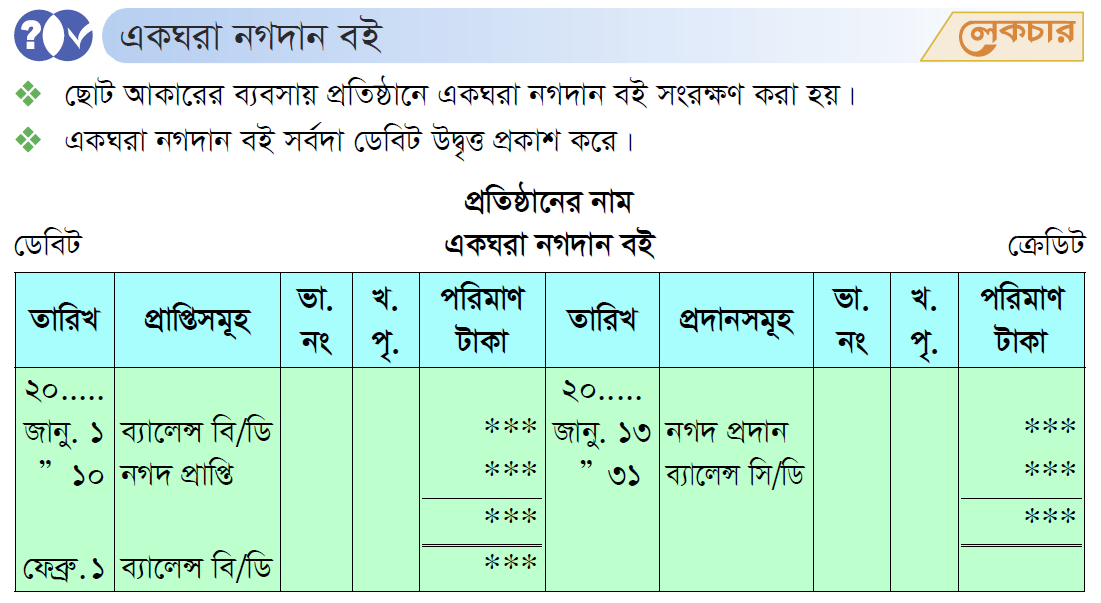 একঘরা নগদান বই
লেকচার
ছোট আকারের ব্যবসায় প্রতিষ্ঠানে একঘরা নগদান বই সংরক্ষণ করা হয়।
একঘরা নগদান বই সর্বদা ডেবিট উদ্বৃত্ত প্রকাশ করে।
প্রতিষ্ঠানের নাম
ডেবিট একঘরা নগদান বই ক্রেডিট
তারিখ প্রাপ্তিসমূহ ভা. নং খ. পৃ. পরিমাণ টাকা তারিখ প্রদানসমূহ ভা. নং খ. পৃ. পরিমাণ টাকা
২০..... ২০.....
জানু. ১ ব্যালেন্স বি/ডি *** জানু. ১৩ নগদ প্রদান ***
” ১০ নগদ প্রাপ্তি *** ” ৩১ ব্যালেন্স সি/ডি ***
*** ***
ফেব্রু.১ ব্যালেন্স বি/ডি ***